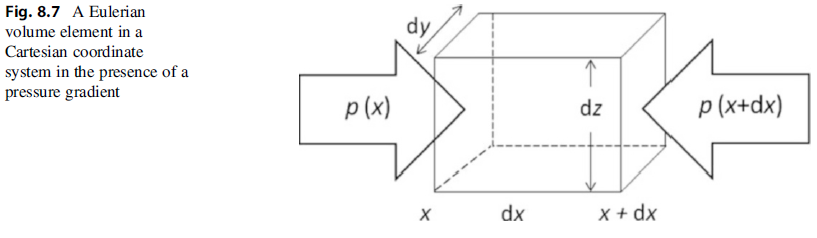 Fig. 8.7 A Eulerian
volume element in a
Cartesian coordinate
system in the presence of a
pressure gradient
dy
p (x)
dz
p (x+dx)
x
dx
x + dx